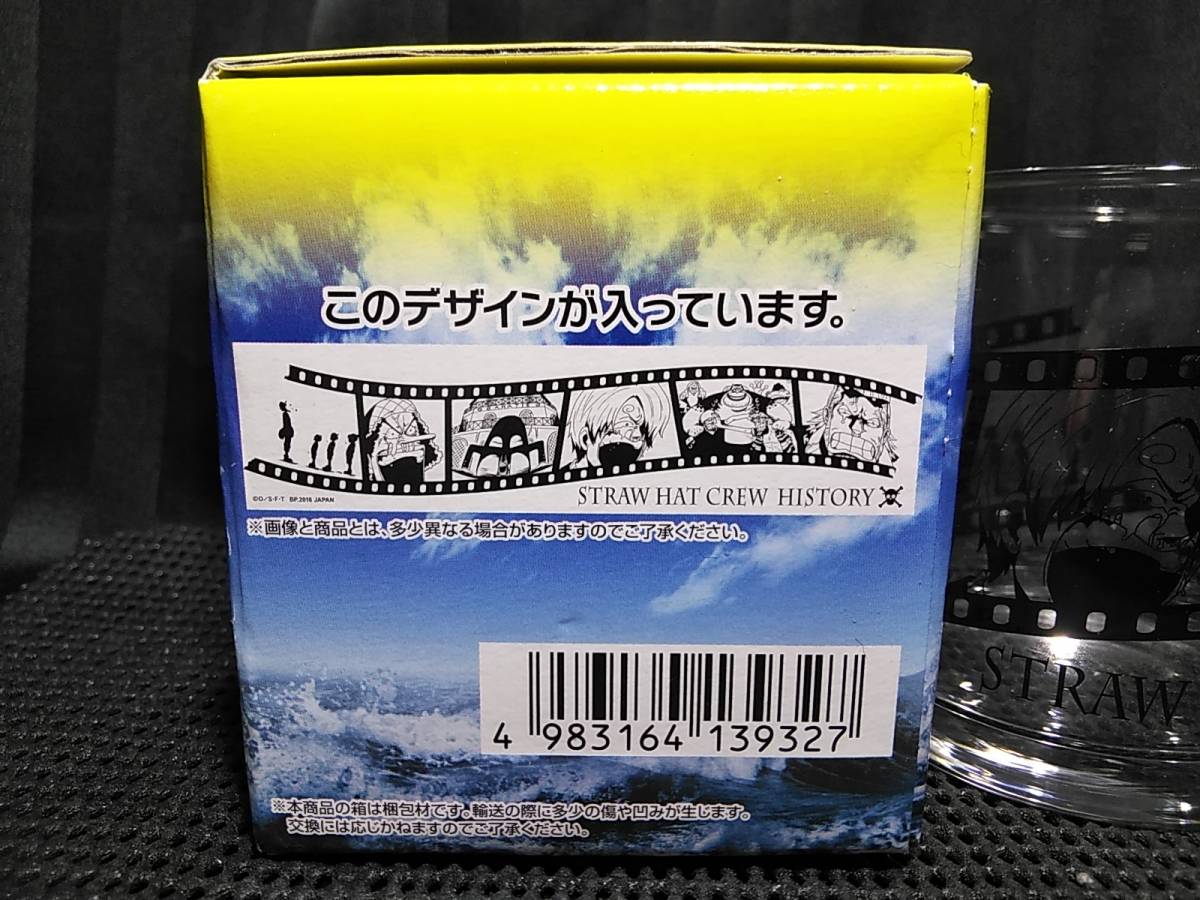 このデザインが入っています。
©O/S・F・T BP.2016 JAPAN
STRAW HAT CREW HISTORY
※画像と商品とは、多少異なる場合がありますのでご了承ください。
4 983164 139327
※本商品の箱は梱包材です。輸送の際に多少の傷や凹みが生じます。
交換には応じかねますのでご了承ください。
STRAW